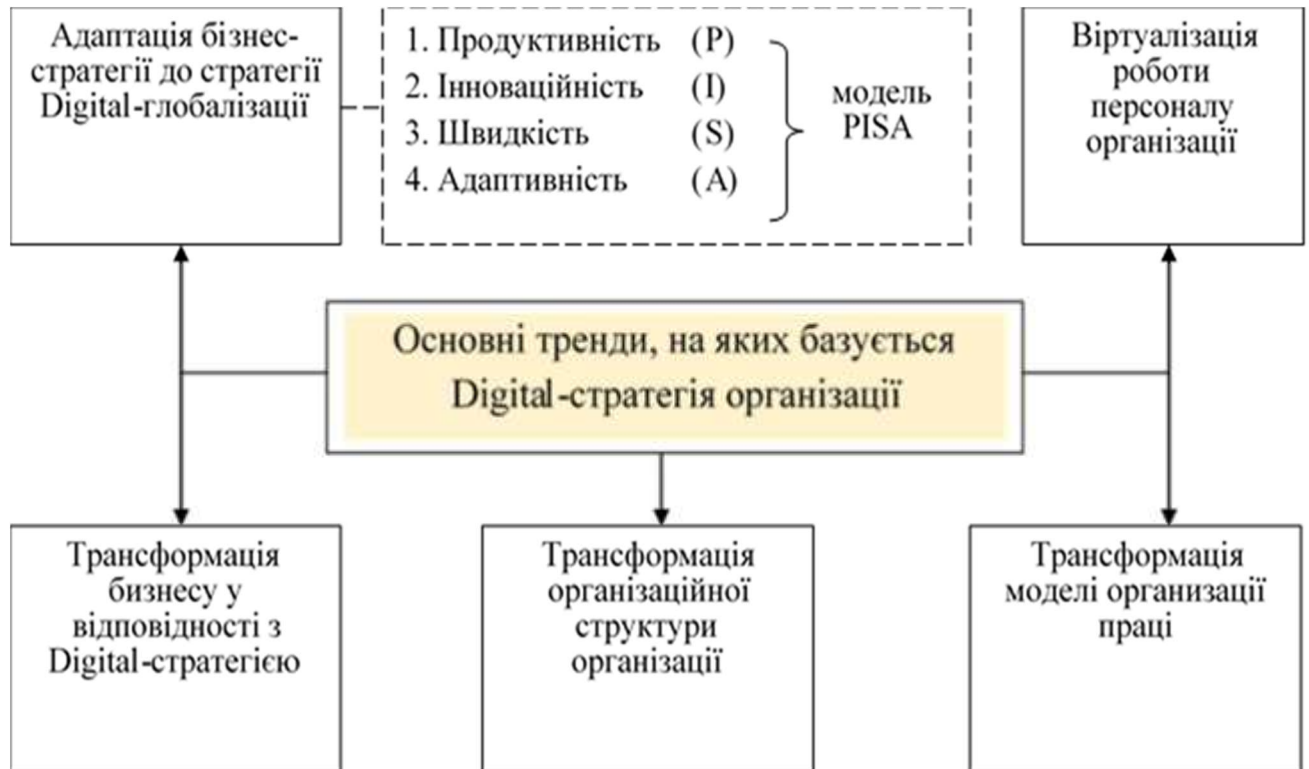 Адаптація бізнес-
стратегії до стратегії
Digital-глобалізації
1. Продуктивність (P)
2. Інноваційність (I)
3. Швидкість (S)
4. Адаптивність (A)
модель
PISA
Віртуалізація
роботи
персоналу
організації
Основні тренди, на яких базується
Digital-стратегія організації
Трансформація
бизнесу у
відповідності з
Digital-стратегією
Трансформація
організаційної
структури
організації
Трансформація
моделі организації
праці